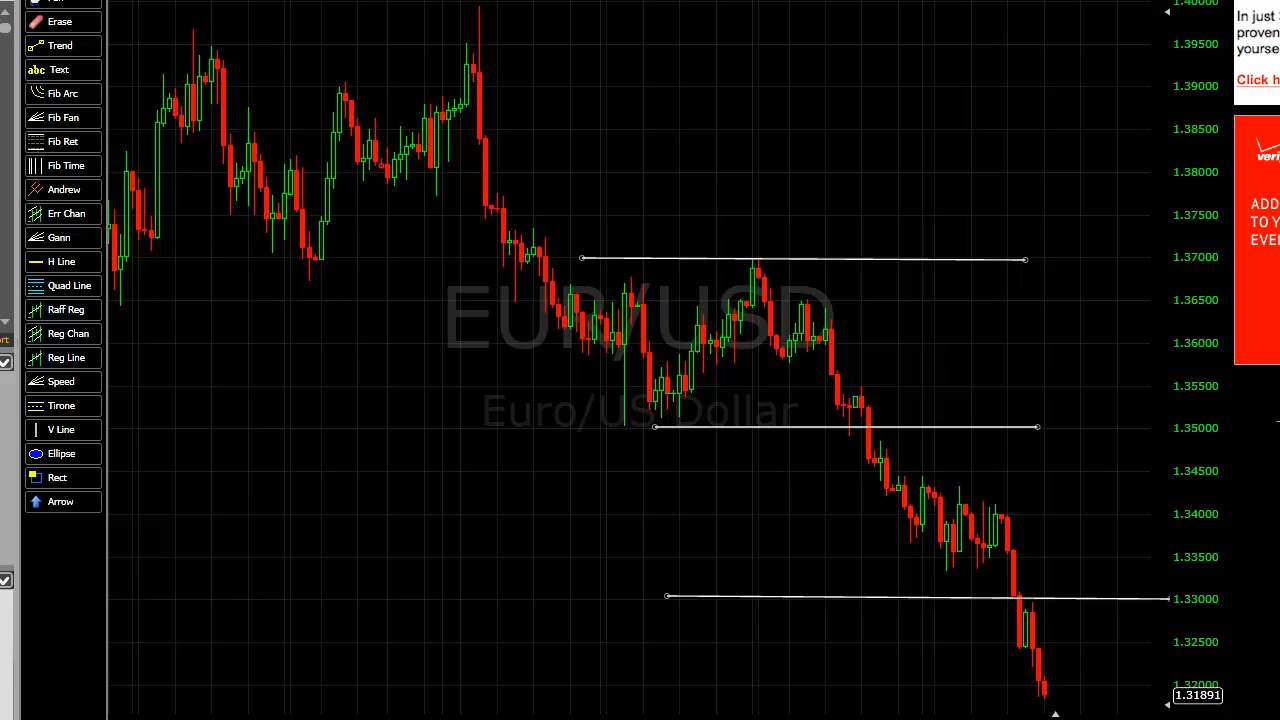 Erase
Trend
abc Text
Fib Arc
Fib Fan
Fib Ret
Fib Time
Andrew
Err Chan
Gann
H Line
Quad Line
Raff Reg
Reg Chan
Reg Line
Speed
Tirone
V Line
Ellipse
Rect
Arrow
EUR/USD
Euro/US Dollar
1.40000
1.39500
1.39000
1.38500
1.38000
1.37500
1.37000
1.36500
1.36000
1.35500
1.35000
1.34500
1.34000
1.33500
1.33000
1.32500
1.32000
1.31891
In just
proven
yourse
Click h
veri
ADD
TO Y
EVE